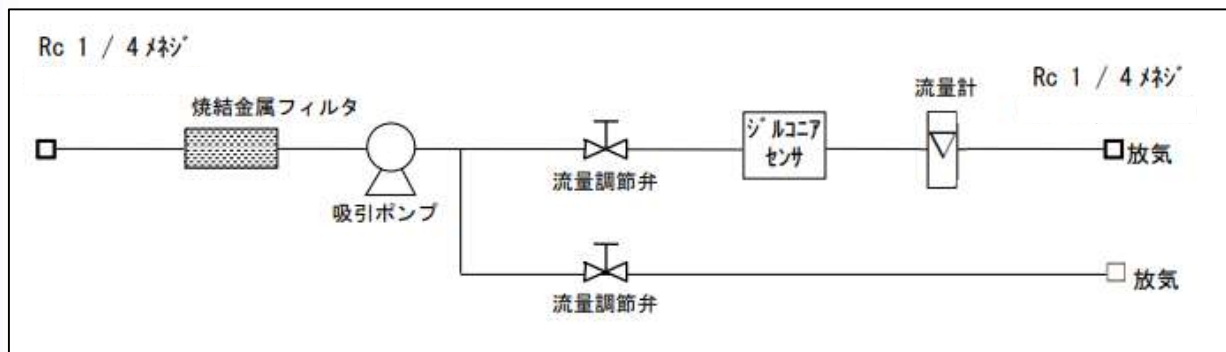 Rc 1 / 4 ﾒﾈｼﾞ
Rc 1 / 4 ﾒﾈｼﾞ
流量計
焼結金属フィルタ
ｼﾞﾙｺﾆｱ
センサ
放気
流量調節弁
吸引ポンプ
放気
流量調節弁